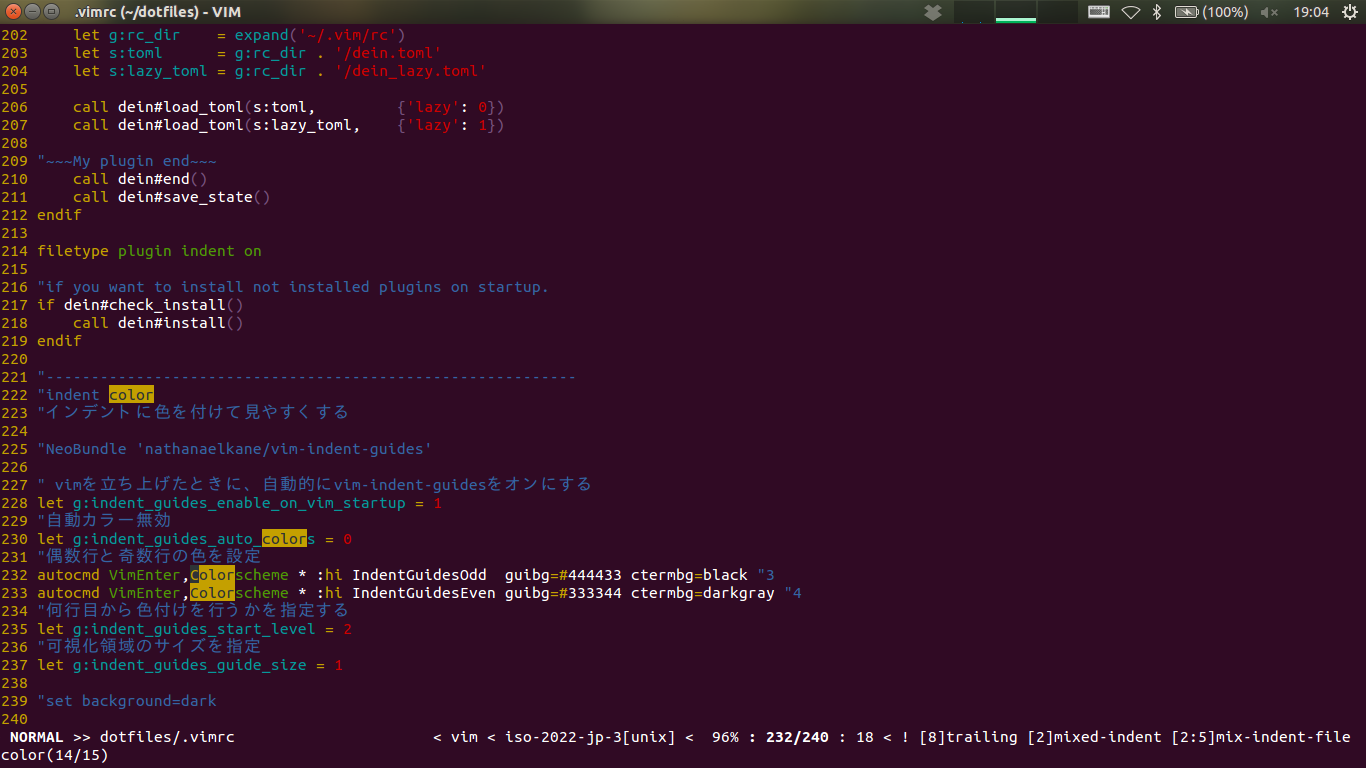 .vimrc (~/dotfiles) - VIM (100%) 19:04
202     let g:rc_dir    = expand('~/.vim/rc')
203     let s:toml      = g:rc_dir . '/dein.toml'
204     let s:lazy_toml = g:rc_dir . '/dein_lazy.toml'
205
206     call dein#load_toml(s:toml,         {'lazy': 0})
207     call dein#load_toml(s:lazy_toml,    {'lazy': 1})
208
209 "~~~My plugin end~~~
210     call dein#end()
211     call dein#save_state()
212 endif
213
214 filetype plugin indent on
215
216 "if you want to install not installed plugins on startup.
217 if dein#check_install()
218     call dein#install()
219 endif
220
221 "-----------------------------------------------------------
222 "indent color
223 "インデントに色を付けて見やすくする
224
225 "NeoBundle 'nathanaelkane/vim-indent-guides'
226
227 " vimを立ち上げたときに、自動的にvim-indent-guidesをオンにする
228 let g:indent_guides_enable_on_vim_startup = 1
229 "自動カラー無効
230 let g:indent_guides_auto_colors = 0
231 "偶数行と奇数行の色を設定
232 autocmd VimEnter,Colorscheme * :hi IndentGuidesOdd  guibg=#444433 ctermbg=black "3
233 autocmd VimEnter,Colorscheme * :hi IndentGuidesEven guibg=#333344 ctermbg=darkgray "4
234 "何行目から色付けを行うかを指定する
235 let g:indent_guides_start_level = 2
236 "可視化領域のサイズを指定
237 let g:indent_guides_guide_size = 1
238
239 "set background=dark
240
NORMAL >> dotfiles/.vimrc < vim < iso-2022-jp-3[unix] <  96% : 232/240 : 18 < ! [8]trailing [2]mixed-indent [2:5]mix-indent-file
color(14/15)